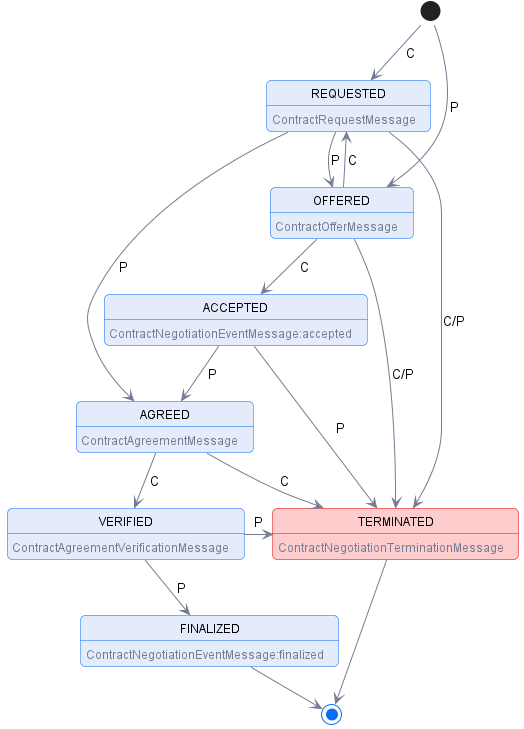 C
REQUESTED
ContractRequestMessage
P
P
C
OFFERED
ContractOfferMessage
P
C
ACCEPTED
ContractNegotiationEventMessage:accepted
C/P
P
C/P
AGREED
ContractAgreementMessage
P
C
C
VERIFIED
ContractAgreementVerificationMessage
P
TERMINATED
ContractNegotiationTerminationMessage
P
FINALIZED
ContractNegotiationEventMessage:finalized